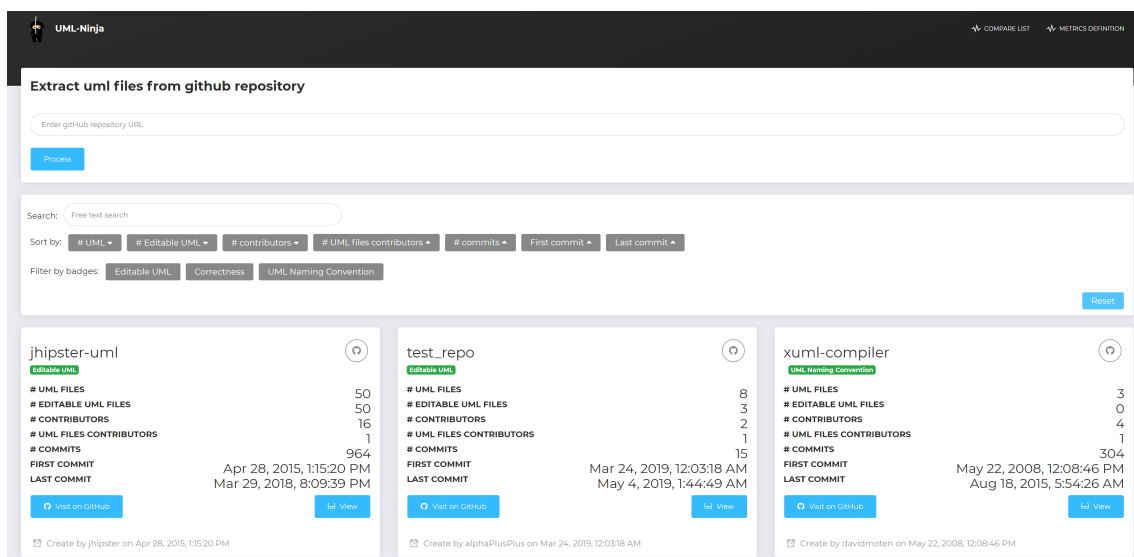 UML-Ninja
COMPARE LIST METRICS DEFINITION
Extract uml files from github repository
Enter gitHub repository URL
Process
Search: Free text search
Sort by: # UML # Editable UML # contributors # UML files contributors # commits First commit Last commit
Filter by badges: Editable UML Correctness UML Naming Convention
Reset
jhipster-uml
Editable UML
# UML FILES 50
# EDITABLE UML FILES 50
# CONTRIBUTORS 16
# UML FILES CONTRIBUTORS 1
# COMMITS 964
FIRST COMMIT Apr 28, 2015, 1:15:20 PM
LAST COMMIT Mar 29, 2018, 8:09:39 PM
Visit on GitHub View
Create by jhipster on Apr 28, 2015, 1:15:20 PM
test_repo
Editable UML
# UML FILES 8
# EDITABLE UML FILES 3
# CONTRIBUTORS 2
# UML FILES CONTRIBUTORS 1
# COMMITS 15
FIRST COMMIT Mar 24, 2019, 12:03:18 AM
LAST COMMIT May 4, 2019, 1:44:49 AM
Visit on GitHub View
Create by alphaPlusPlus on Mar 24, 2019, 12:03:18 AM
xuml-compiler
UML Naming Convention
# UML FILES 3
# EDITABLE UML FILES 0
# CONTRIBUTORS 4
# UML FILES CONTRIBUTORS 1
# COMMITS 304
FIRST COMMIT May 22, 2008, 12:08:46 PM
LAST COMMIT Aug 18, 2015, 5:54:26 AM
Visit on GitHub View
Create by davidmoten on May 22, 2008, 12:08:46 PM